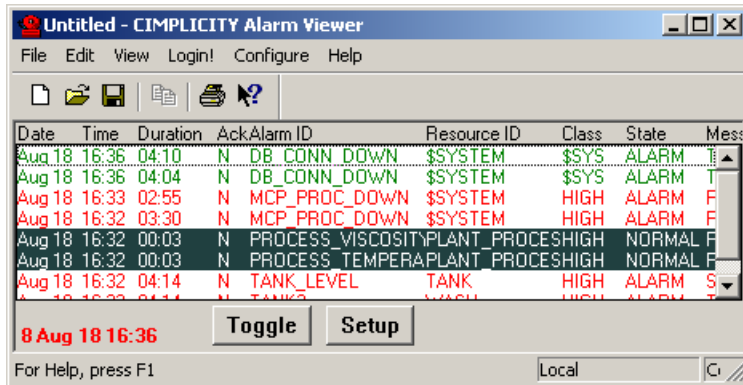 Untitled - CIMPLICITY Alarm Viewer
File Edit View Login! Configure Help
Date Time Duration Ack Alarm ID Resource ID Class State Mess
Aug 18 16:36 04:10 N DB_CONN_DOWN $SYSTEM $SYS ALARM T
Aug 18 16:36 04:04 N DB_CONN_DOWN $SYSTEM $SYS ALARM T
Aug 18 16:33 02:55 N MCP_PROC_DOWN $SYSTEM HIGH ALARM F
Aug 18 16:32 03:30 N MCP_PROC_DOWN $SYSTEM HIGH ALARM F
Aug 18 16:32 00:03 N PROCESS_VISCOSITY PLANT_PROCES HIGH NORMAL F
Aug 18 16:32 00:03 N PROCESS_TEMPERA PLANT_PROCES HIGH NORMAL F
Aug 18 16:32 04:14 N TANK_LEVEL TANK HIGH ALARM S
8 Aug 18 16:36 Toggle Setup
For Help, press F1 Local